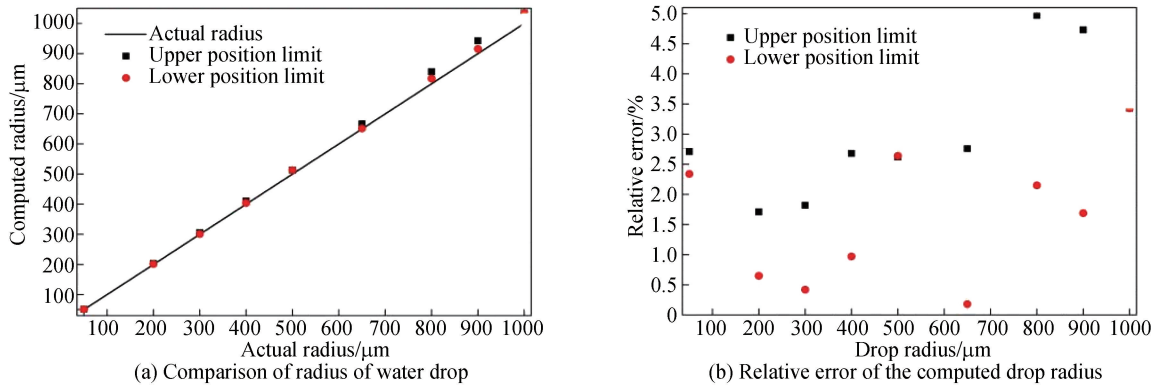 1000
900
800
700
600
500
400
300
200
100
Computed radius/μm
Actual radius
Upper position limit
Lower position limit
100 200 300 400 500 600 700 800 900 1000
Actual radius/μm
(a) Comparison of radius of water drop
5.0
4.5
4.0
3.5
3.0
2.5
2.0
1.5
1.0
0.5
0
Relative error/%
Upper position limit
Lower position limit
100 200 300 400 500 600 700 800 900 1000
Drop radius/μm
(b) Relative error of the computed drop radius